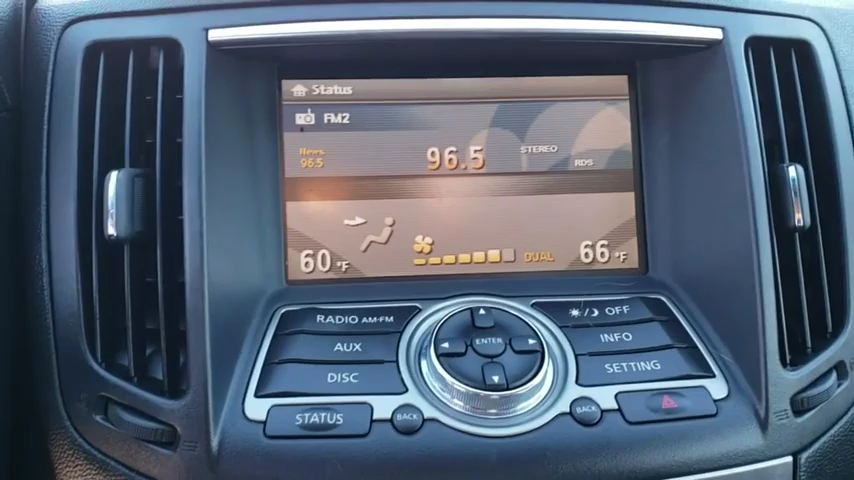 Status
FM2
News
96.5
96.5
STEREO
RDS
60 °F
DUAL
66 °F
RADIO AM·FM
AUX
DISC
STATUS
BACK
ENTER
BACK
OFF
INFO
SETTING